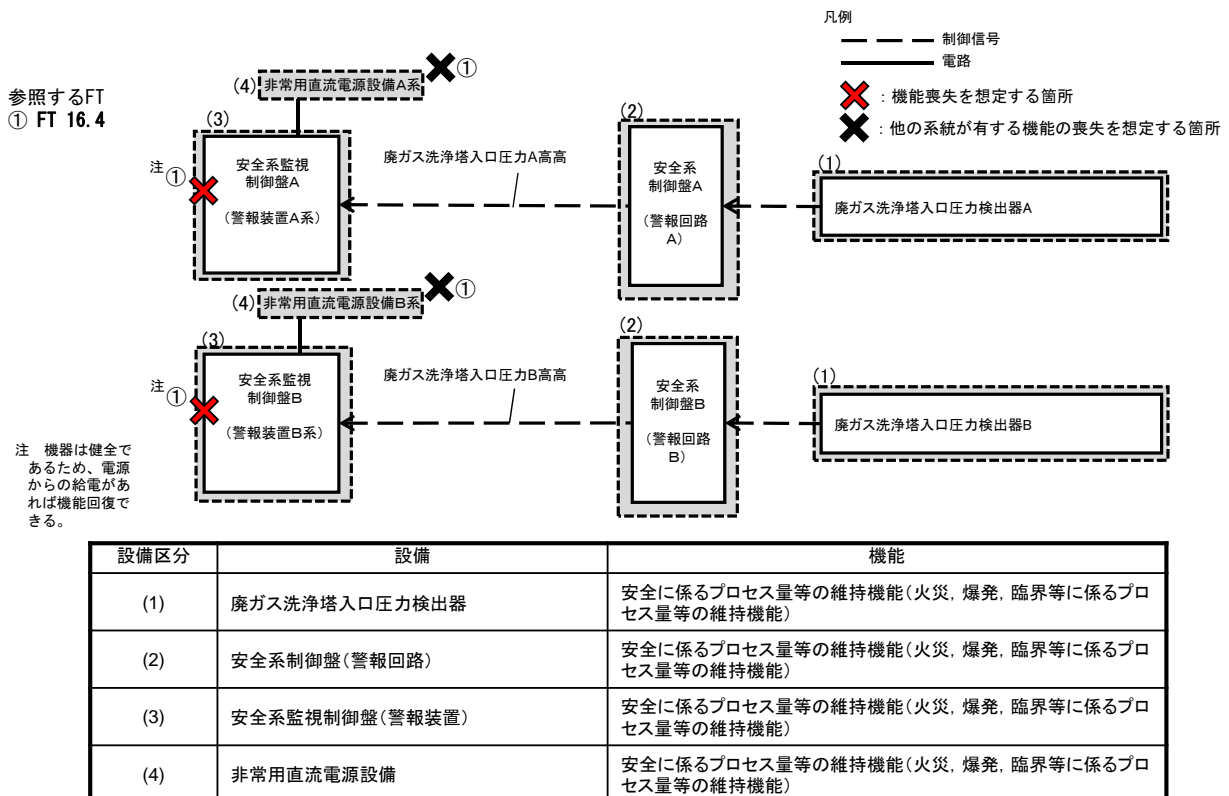 凡例
制御信号
電路
：機能喪失を想定する箇所
：他の系統が有する機能の喪失を想定する箇所
参照するFT
① FT 16.4
(4) 非常用直流電源設備A系
①
(3)
注①
安全系監視
制御盤A
（警報装置A系）
廃ガス洗浄塔入口圧力A高高
(2)
安全系
制御盤A
（警報回路
A）
(1)
廃ガス洗浄塔入口圧力検出器A
(4) 非常用直流電源設備B系
①
(3)
注①
安全系監視
制御盤B
（警報装置B系）
廃ガス洗浄塔入口圧力B高高
(2)
安全系
制御盤B
（警報回路
B）
(1)
廃ガス洗浄塔入口圧力検出器B
注　機器は健全で
あるため、電源
からの給電があ
れば機能回復で
きる。
設備区分 設備 機能
(1) 廃ガス洗浄塔入口圧力検出器 安全に係るプロセス量等の維持機能（火災，爆発，臨界等に係るプロ
セス量等の維持機能）
(2) 安全系制御盤（警報回路） 安全に係るプロセス量等の維持機能（火災，爆発，臨界等に係るプロ
セス量等の維持機能）
(3) 安全系監視制御盤（警報装置） 安全に係るプロセス量等の維持機能（火災，爆発，臨界等に係るプロ
セス量等の維持機能）
(4) 非常用直流電源設備 安全に係るプロセス量等の維持機能（火災，爆発，臨界等に係るプロ
セス量等の維持機能）